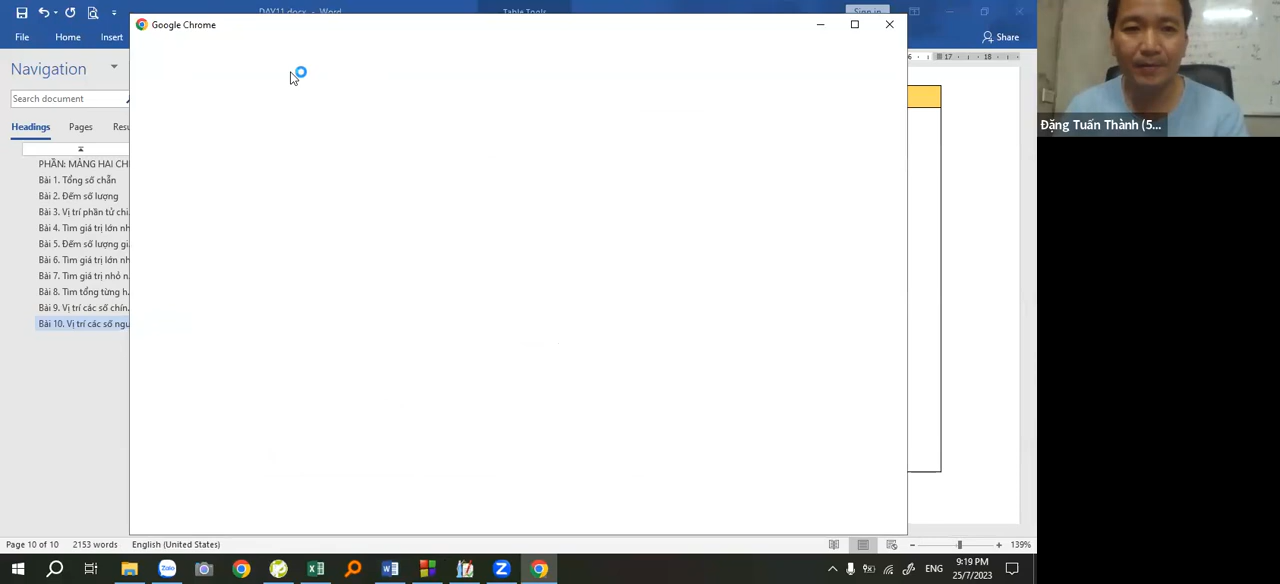 DAY11.docx - Word
Table Tools
Sign in
Google Chrome
File
Home
Insert
Share
Navigation
Search document
Headings
Pages
Resu
PHẦN: MẢNG HAI CHI
Bài 1. Tổng số chẵn
Bài 2. Đếm số lượng
Bài 3. Vị trí phần tử chi...
Bài 4. Tìm giá trị lớn nh
Bài 5. Đếm số lượng gi...
Bài 6. Tìm giá trị lớn nh
Bài 7. Tìm giá trị nhỏ n...
Bài 8. Tìm tổng từng h...
Bài 9. Vị trí các số chín...
Bài 10. Vị trí các số ngu...
6
17
18
Đặng Tuấn Thành (5...
Page 10 of 10
2153 words
English (United States)
139%
Zalo
ENG
9:19 PM
25/7/2023